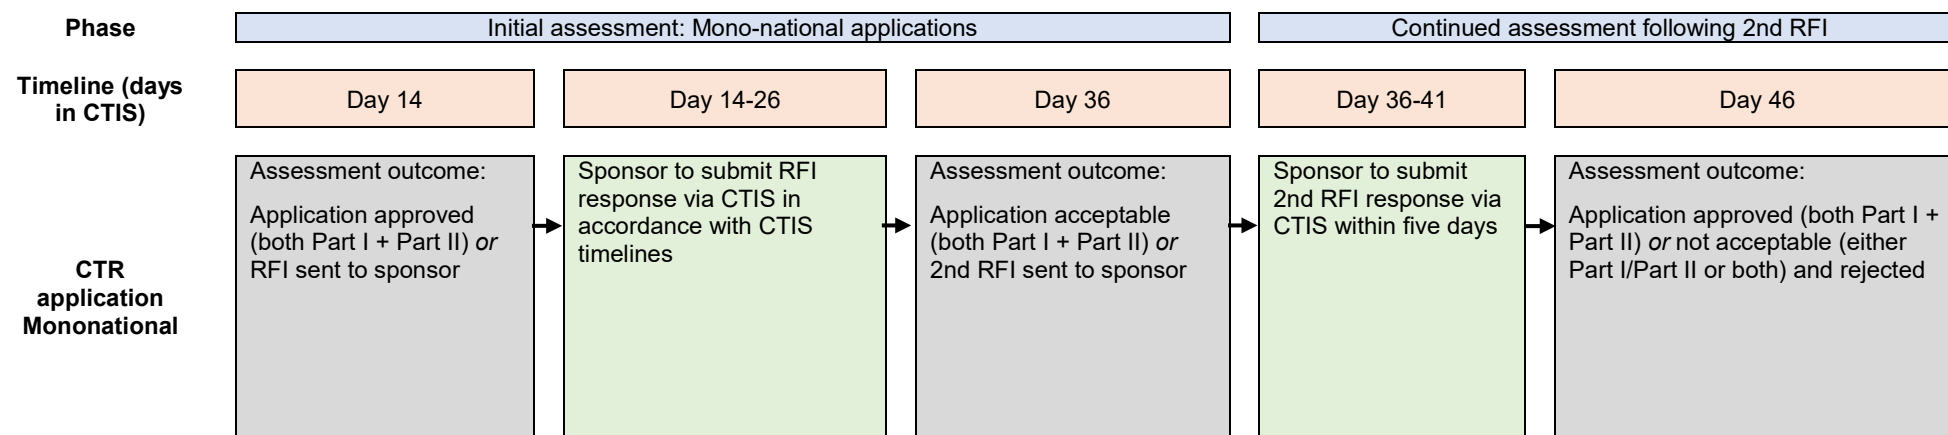 Phase
Initial assessment: Mono-national applications
Continued assessment following 2nd RFI
Timeline (days
in CTIS)
Day 14
Day 14-26
Day 36
Day 36-41
Day 46
CTR
application
Mononational
Assessment outcome:
Application approved
(both Part I + Part II) or
RFI sent to sponsor
Sponsor to submit RFI
response via CTIS in
accordance with CTIS
timelines
Assessment outcome:
Application acceptable
(both Part I + Part II) or
2nd RFI sent to sponsor
Sponsor to submit
2nd RFI response via
CTIS within five days
Assessment outcome:
Application approved (both Part I +
Part II) or not acceptable (either
Part I/Part II or both) and rejected